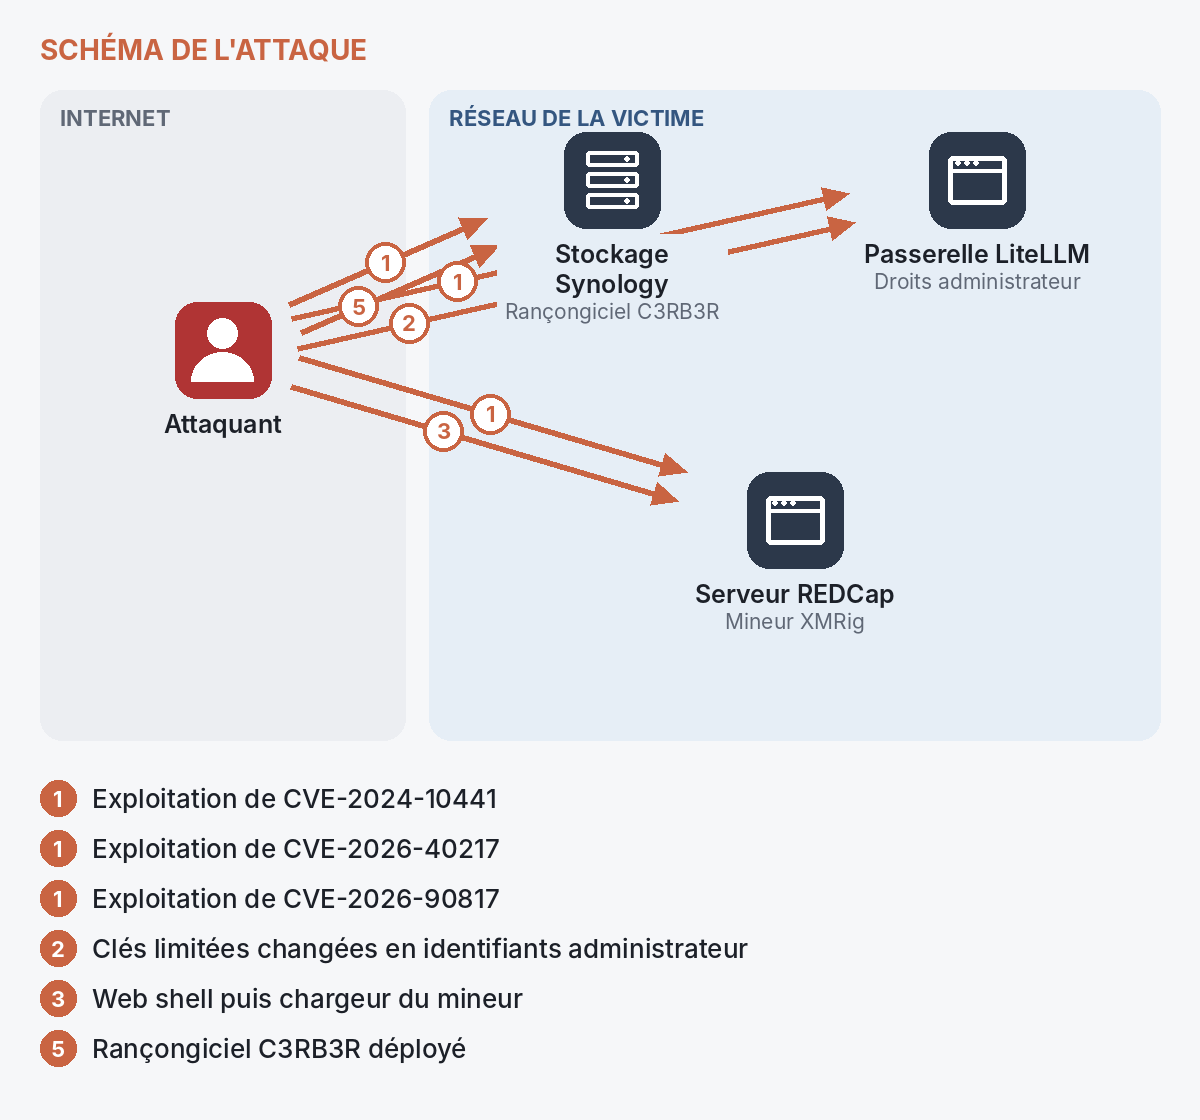 SCHÉMA DE L'ATTAQUE
INTERNET
RÉSEAU DE LA VICTIME
Stockage
Synology
Rançongiciel C3RB3R
Passerelle LiteLLM
Droits administrateur
1
1
5
2
Attaquant
1
3
Serveur REDCap
Mineur XMRig
1 Exploitation de CVE-2024-10441
1 Exploitation de CVE-2026-40217
1 Exploitation de CVE-2026-90817
2 Clés limitées changées en identifiants administrateur
3 Web shell puis chargeur du mineur
5 Rançongiciel C3RB3R déployé